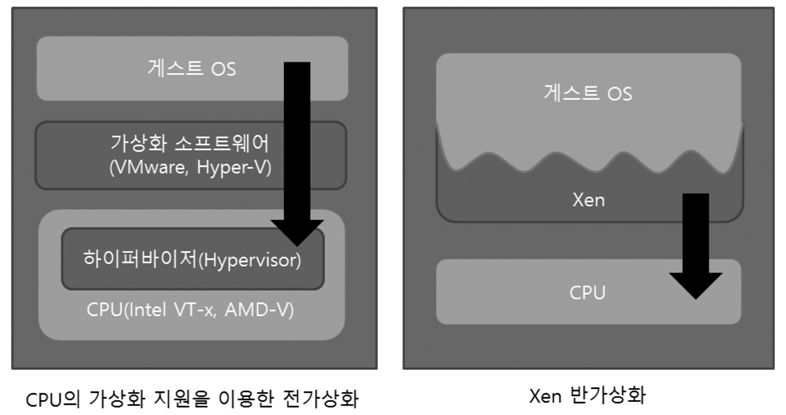 게스트 OS
가상화 소프트웨어
(VMware, Hyper-V)
하이퍼바이저(Hypervisor)
CPU(Intel VT-x, AMD-V)
CPU의 가상화 지원을 이용한 전가상화
게스트 OS
Xen
CPU
Xen 반가상화